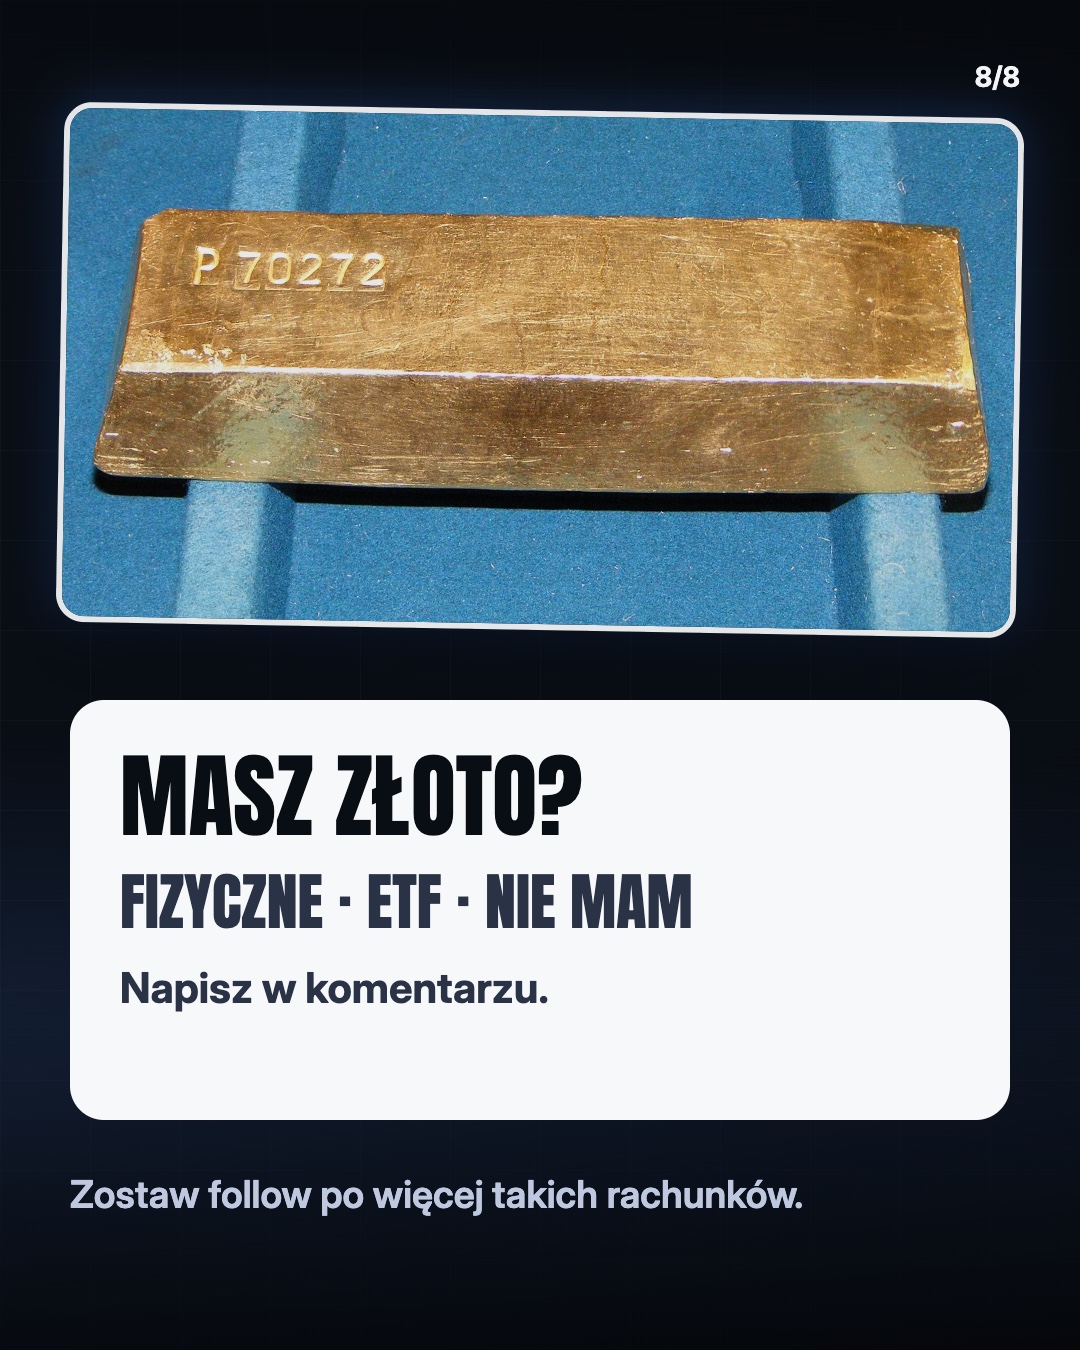 8/8
P 70272
MASZ ZŁOTO?
FIZYCZNE · ETF · NIE MAM
Napisz w komentarzu.
Zostaw follow po więcej takich rachunków.